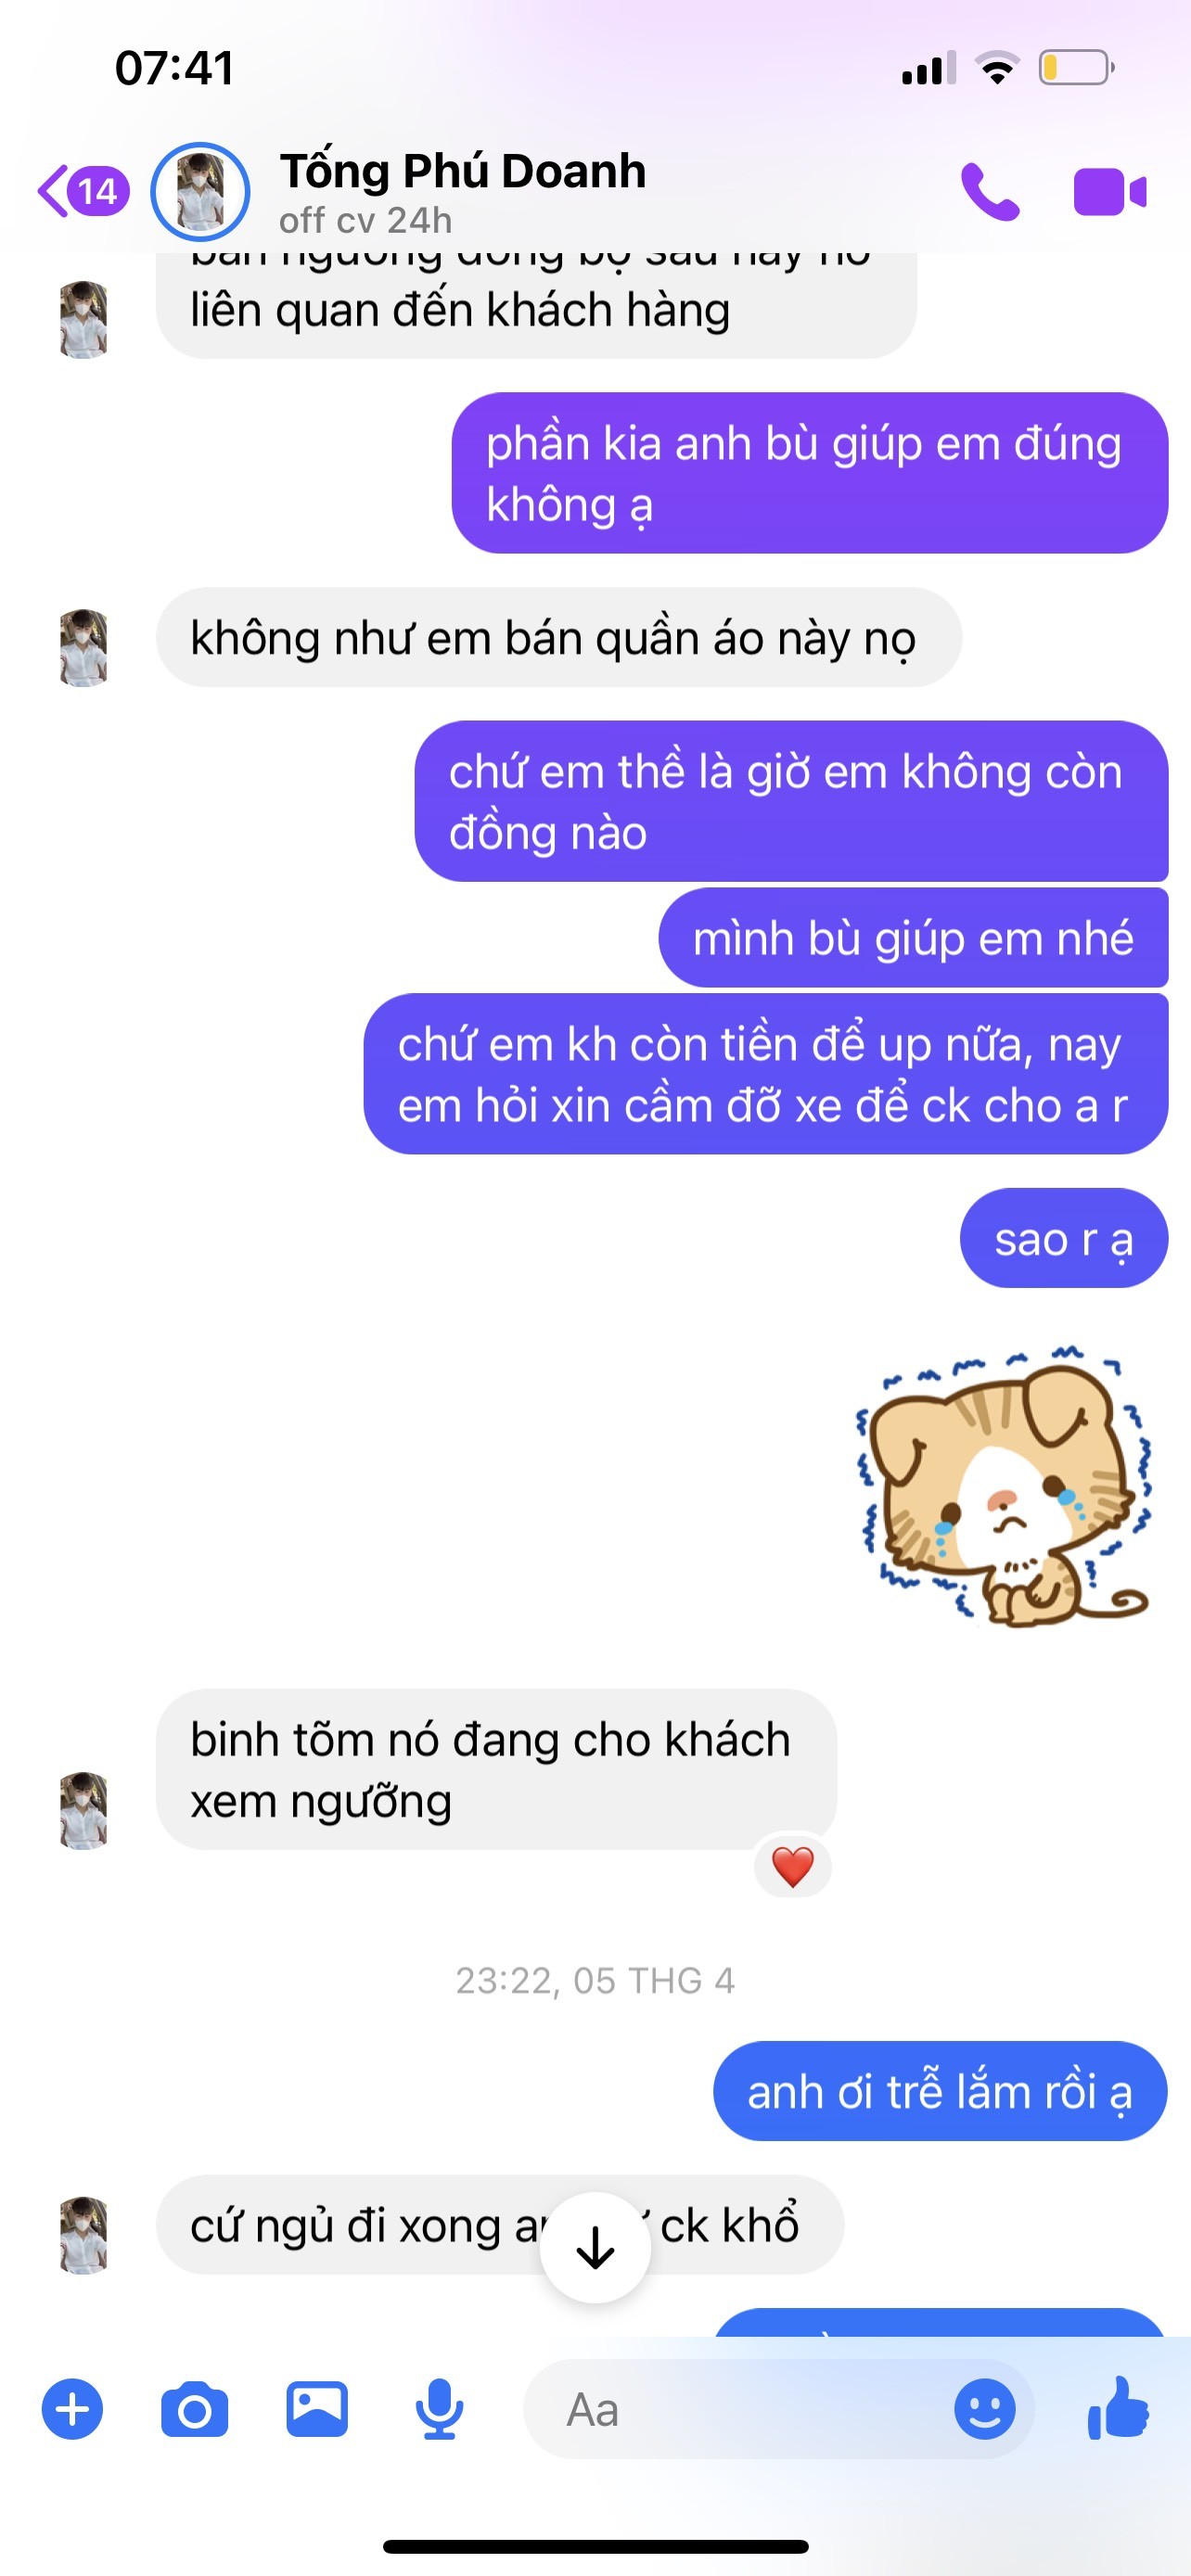 07:41
14
Tống Phú Doanh
off cv 24h
liên quan đến khách hàng
phần kia anh bù giúp em đúng
không ạ
không như em bán quần áo này nọ
chứ em thề là giờ em không còn
đồng nào
mình bù giúp em nhé
chứ em kh còn tiền để up nữa, nay
em hỏi xin cầm đỡ xe để ck cho a r
sao r ạ
binh tõm nó đang cho khách
xem ngưỡng
23:22, 05 THG 4
anh ơi trễ lắm rồi ạ
cứ ngủ đi xong ck khổ
Aa